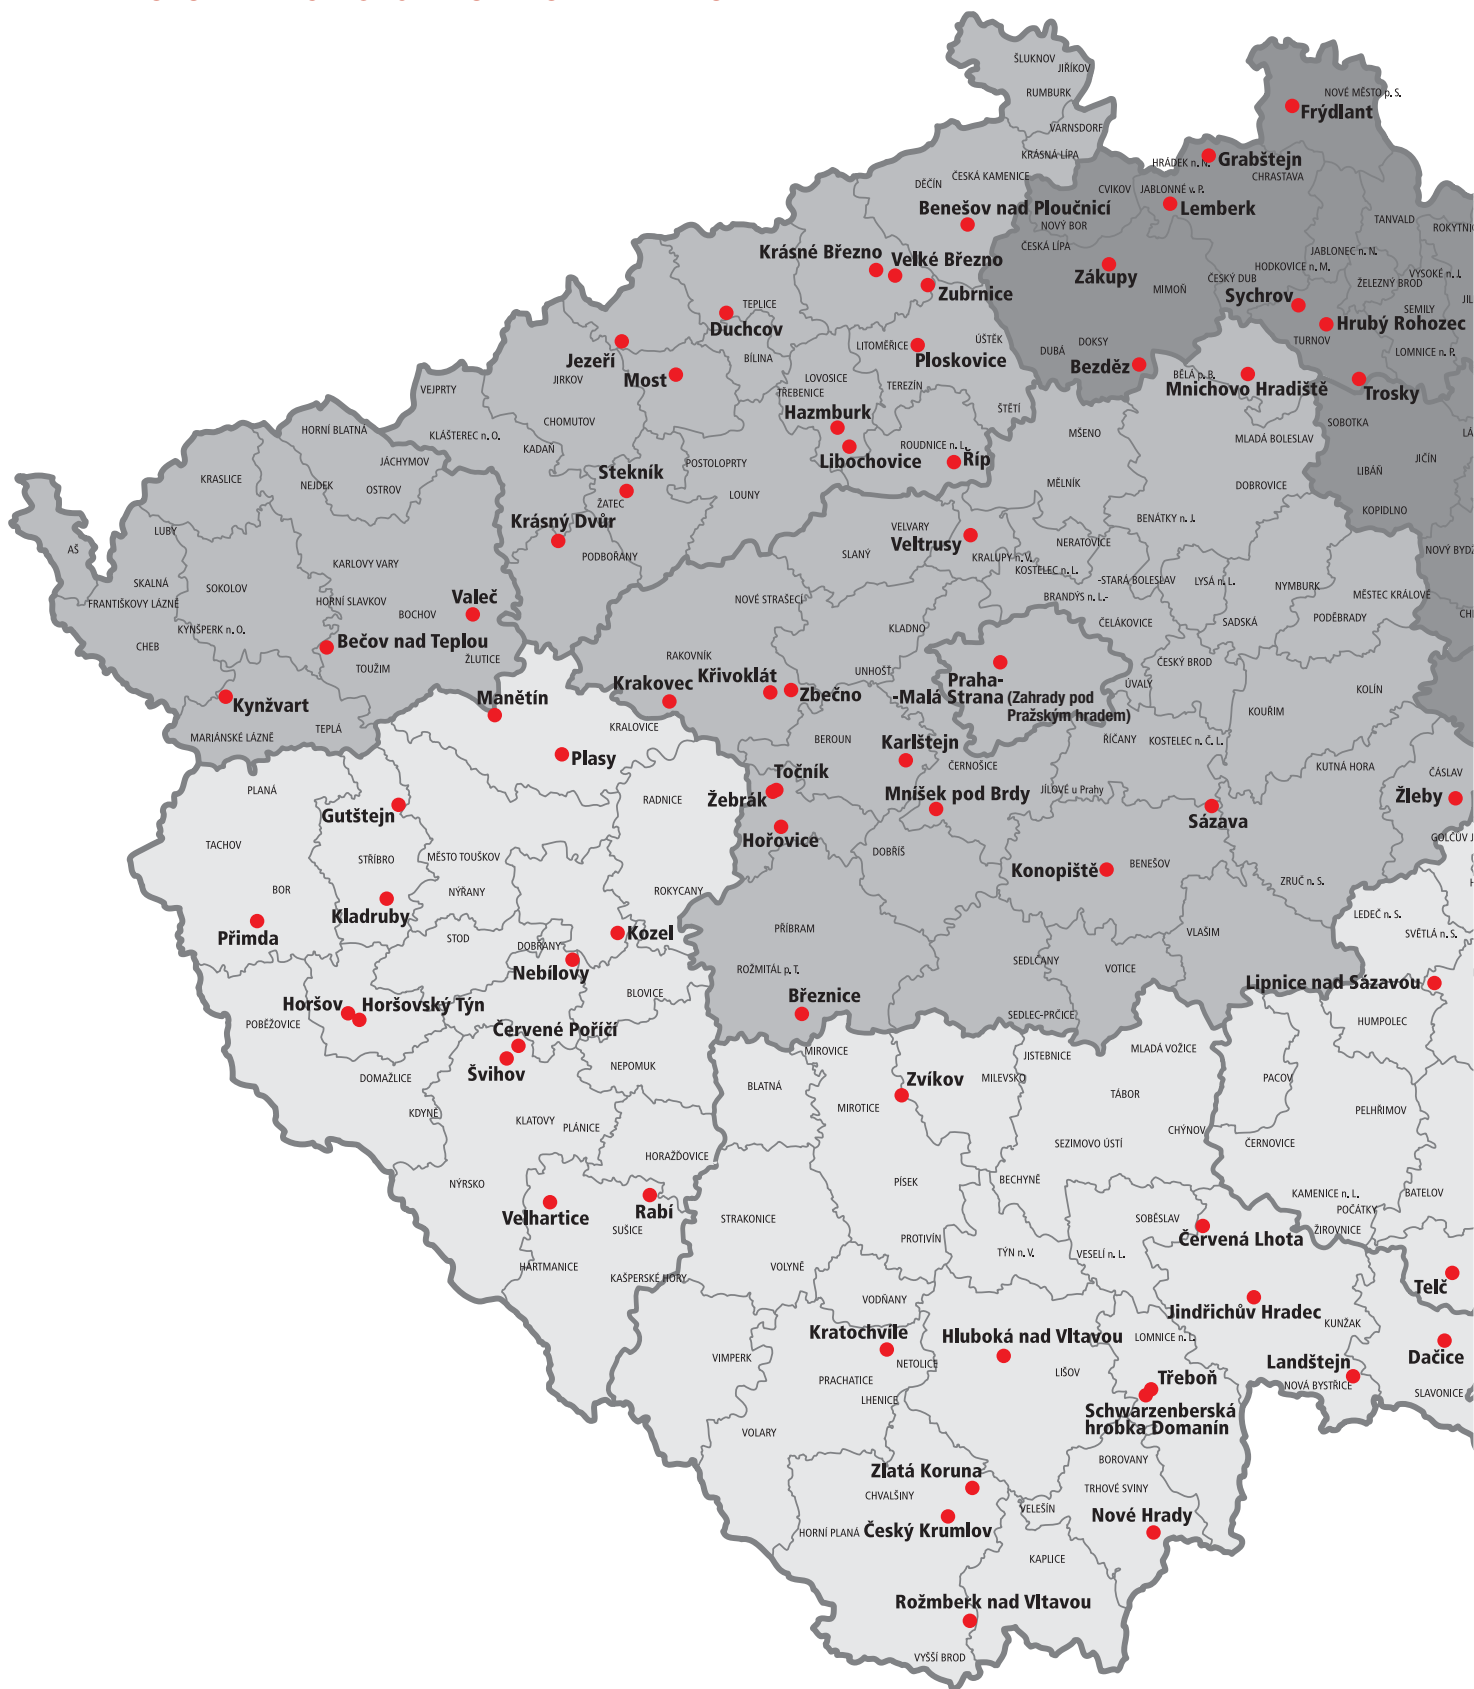 ŠLUKNOV
JIŘÍKOV
RUMBURK
NOVÉ MĚSTO p. S.
Frýdlant
VARNSDORF
KRÁSNÁ LÍPA
HRÁDEK n. N.
Grabštejn
CHRASTAVA
ČESKÁ KAMENICE
DĚČÍN
CVIKOV
JABLONNÉ v. P.
Lemberk
Benešov nad Ploučnicí
NOVÝ BOR
TANVALD
ČESKÁ LÍPA
JABLONEC n. N.
Krásné Březno
Velké Březno
Zákupy
HODKOVICE n. M.
VYSOKÉ n. J.
ČESKÝ DUB
ŽELEZNÝ BROD
Zubrnice
MIMOŇ
Sychrov
TEPLICE
SEMILY
Duchcov
Hrubý Rohozec
ÚŠTĚK
DOKSY
TURNOV
LITOMĚŘICE
Ploskovice
DUBÁ
LOMNICE n. P.
Jezeří
BÍLINA
Bezděz
JIRKOV
Most
LOVOSICE
BĚLÁ p. B.
TEREZÍN
Mnichovo Hradiště
Trosky
VEJPRTY
TŘEBENICE
Hazmburk
ŠTĚTÍ
CHOMUTOV
SOBOTKA
HORNÍ BLATNÁ
KLÁŠTEREC n. O.
MŠENO
MLADÁ BOLESLAV
KADAŇ
ROUDNICE n. L.
Libochovice
Říp
JÁCHYMOV
POSTOLOPRTY
JIČÍN
Stekník
LIBÁŇ
KRASLICE
NEJDEK
OSTROV
MĚLNÍK
DOBROVICE
LOUNY
ŽATEC
KOPIDLNO
Krásný Dvůr
BENÁTKY n. J.
LUBY
VELVARY
Veltrusy
NERATOVICE
AŠ
SLANÝ
PODBOŘANY
KRALUPY n. V.
KARLOVY VARY
KOSTELEC n. L.
SKALNÁ
-STARÁ BOLESLAV
LYSÁ n. L.
SOKOLOV
NYMBURK
MĚSTEC KRÁLOVÉ
Valeč
NOVÉ STRAŠECÍ
BRANDÝS n. L.-
FRANTIŠKOVY LÁZNĚ
HORNÍ SLAVKOV
BOCHOV
PODĚBRADY
ČELÁKOVICE
SADSKÁ
KYNŠPERK n. O.
KLADNO
Bečov nad Teplou
CHEB
ŽLUTICE
RAKOVNÍK
ČESKÝ BROD
TOUŽIM
UNHOŠŤ
Praha-
-Malá Strana (Zahrady pod
Pražským hradem)
ÚVALY
Křivoklát
Krakovec
Zbečno
KOLÍN
Kynžvart
Manětín
KOUŘIM
TEPLÁ
KRALOVICE
MARIÁNSKÉ LÁZNĚ
BEROUN
Karlštejn
ŘÍČANY
KOSTELEC n. Č. L.
Plasy
ČERNOŠICE
KUTNÁ HORA
Točník
ČÁSLAV
PLANÁ
RADNICE
Žebrák
Mníšek pod Brdy
JÍLOVÉ u Prahy
Žleby
Gutštejn
Sázava
Hořovice
TACHOV
DOBŘÍŠ
STŘÍBRO
MĚSTO TOUŠKOV
BENEŠOV
Konopiště
ZRUČ n. S.
BOR
NÝŘANY
ROKYCANY
Kladruby
LEDEČ n. S.
PŘÍBRAM
Přimda
STOD
Kozel
VLAŠIM
SVĚTLÁ n. S.
DOBŘANY
SEDLČANY
Nebílovy
ROŽMITÁL p. T.
VOTICE
BLOVICE
Lipnice nad Sázavou
Březnice
Horšov
Horšovský Týn
SEDLEC-PRČICE
HUMPOLEC
POBĚŽOVICE
Červené Poříčí
MIROVICE
JISTEBNICE
MLADÁ VOŽICE
Švihov
NEPOMUK
DOMAŽLICE
BLATNÁ
Zvíkov
MILEVSKO
PACOV
MIROTICE
TÁBOR
KDYNĚ
PELHŘIMOV
KLATOVY
PLÁNICE
CHÝNOV
SEZIMOVO ÚSTÍ
ČERNOVICE
HORAŽĎOVICE
BECHYNĚ
NÝRSKO
PÍSEK
KAMENICE n. L.
BATELOV
Rabí
POČÁTKY
Velhartice
STRAKONICE
SOBĚSLAV
ŽIROVNICE
SUŠICE
Červená Lhota
PROTIVÍN
TÝN n. V.
VESELÍ n. L.
HARTMANICE
VOLYNĚ
KAŠPERSKÉ HORY
Telč
VODŇANY
Jindřichův Hradec
KUNŽAK
Kratochvíle
Hluboká nad Vltavou
LOMNICE n. L.
VIMPERK
NETOLICE
Dačice
LIŠOV
Landštejn
PRACHATICE
Třeboň
NOVÁ BYSTŘICE
SLAVONICE
LHENICE
Schwarzenberská
hrobka Domanín
VOLARY
BOROVANY
Zlatá Koruna
TRHOVÉ SVINY
CHVALŠINY
VELEŠÍN
Nové Hrady
HORNÍ PLANÁ
Český Krumlov
KAPLICE
Rožmberk nad Vltavou
VYŠŠÍ BROD